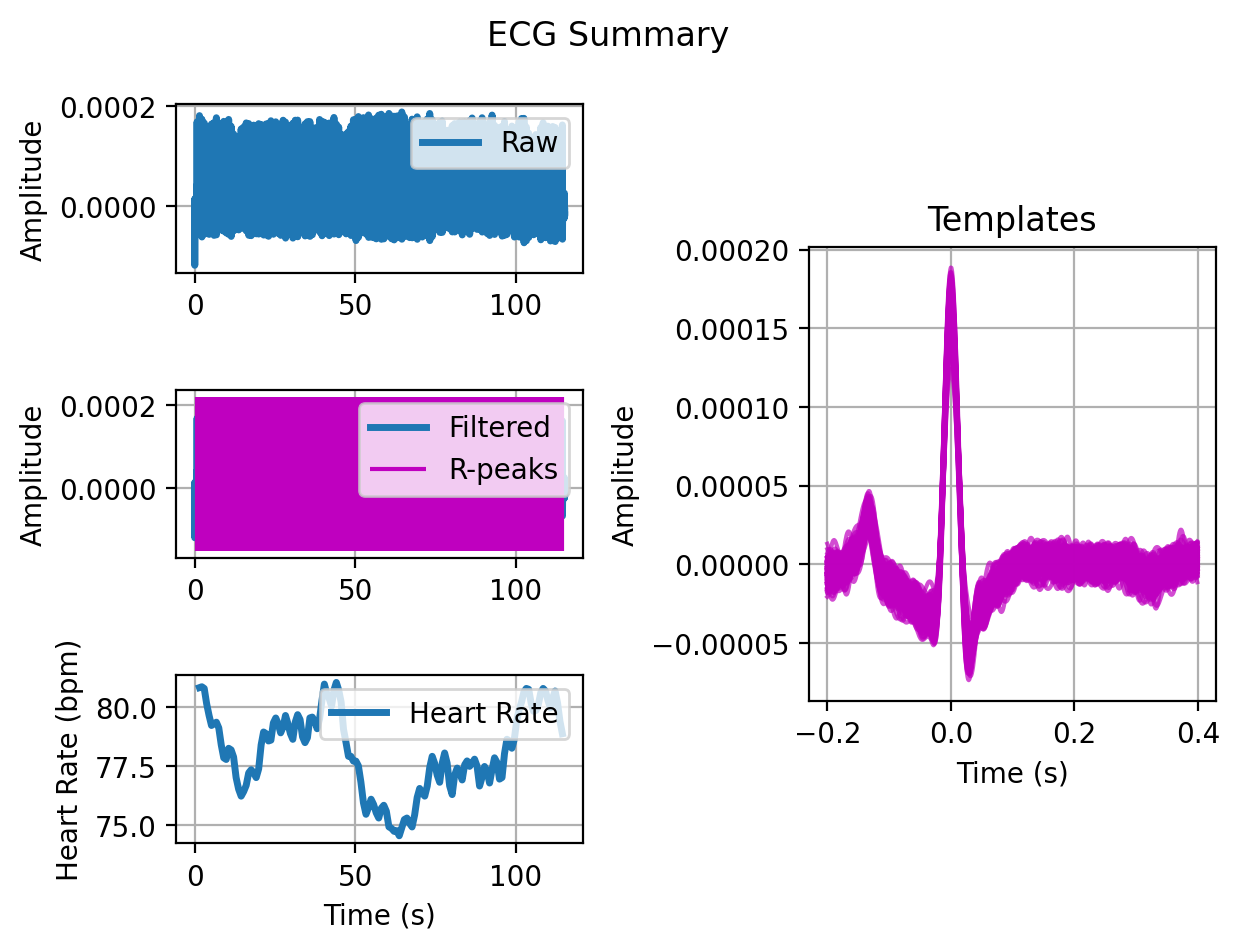 ECG Summary
0.0002
0.0000
Amplitude
Raw
0
50
100
0.0002
0.0000
Amplitude
Filtered
R-peaks
0
50
100
80.0
77.5
75.0
Heart Rate (bpm)
Heart Rate
0
50
100
Time (s)
Templates
0.00020
0.00015
0.00010
0.00005
0.00000
−0.00005
Amplitude
−0.2
0.0
0.2
0.4
Time (s)